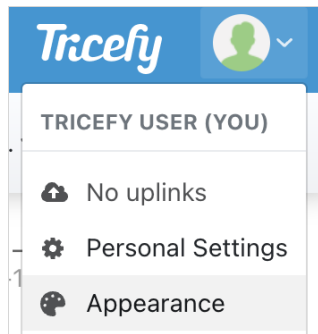 Tricefy
TRICEFY USER (YOU)
No uplinks
Personal Settings
Appearance